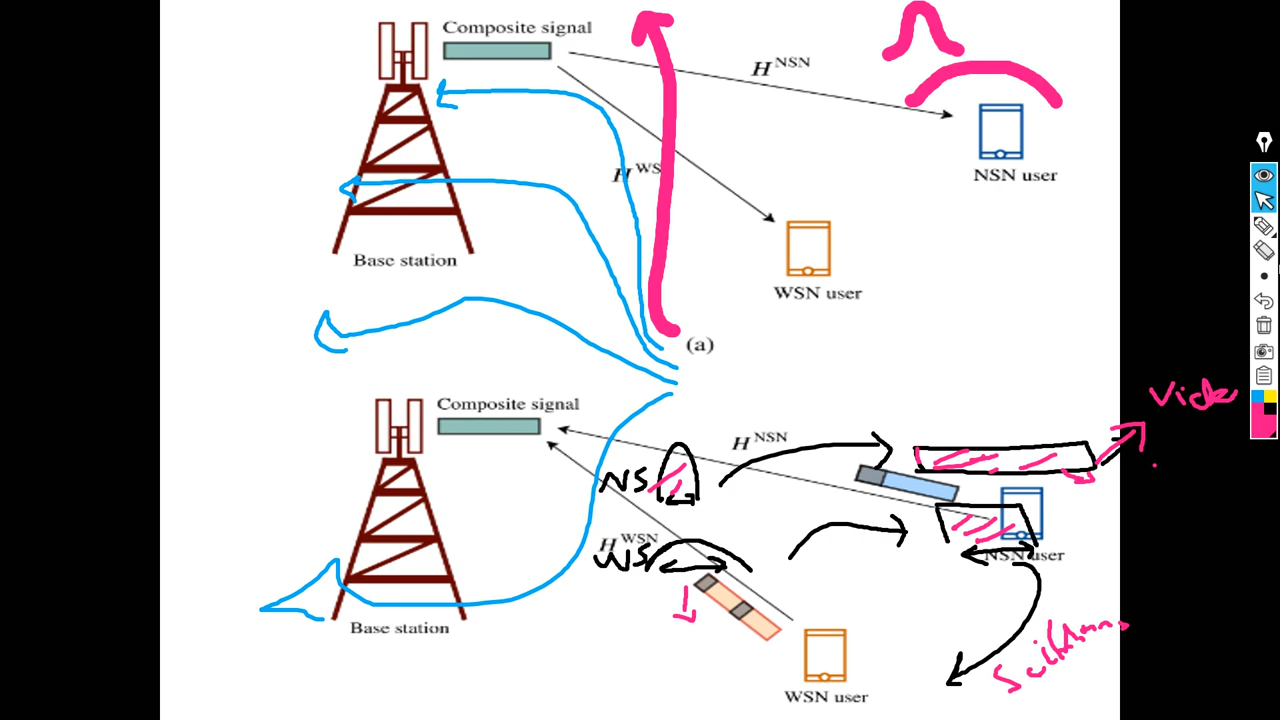 Composite signal
H^NSN
H^WS
NSN user
Base station
WSN user
(a)
Vide
Composite signal
H^NSN
NS
H^WSN
WS
NSN user
Base station
WSN user